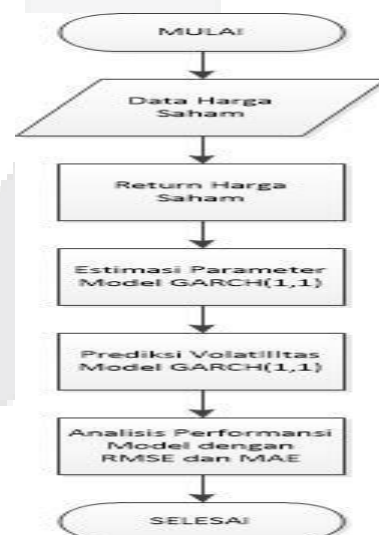 MULAI
Data Harga
Saham
Return Harga
Saham
Estimasi Parameter
Model GARCH(1,1)
Prediksi Volatilitas
Model GARCH(1,1)
Analisis Performansi
Model dengan
RMSE dan MAE
SELESAI